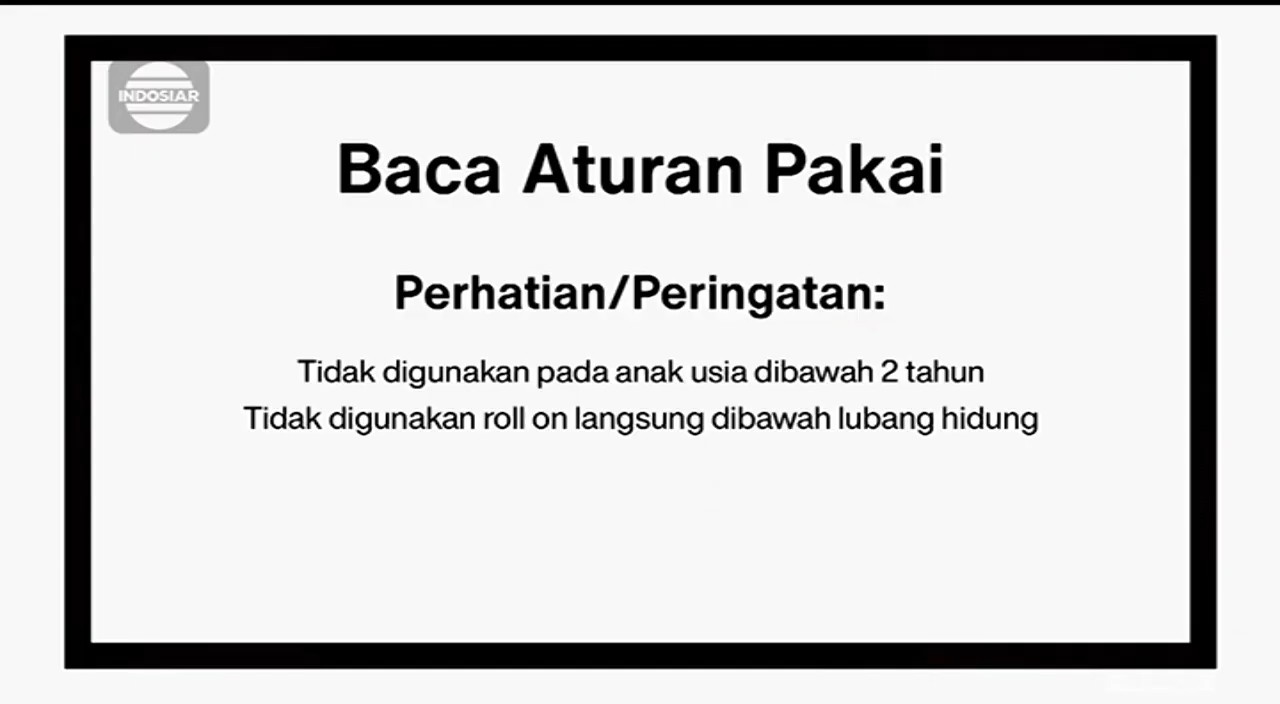 INDOSIAR
Baca Aturan Pakai
Perhatian/Peringatan:
Tidak digunakan pada anak usia dibawah 2 tahun
Tidak digunakan roll on langsung dibawah lubang hidung